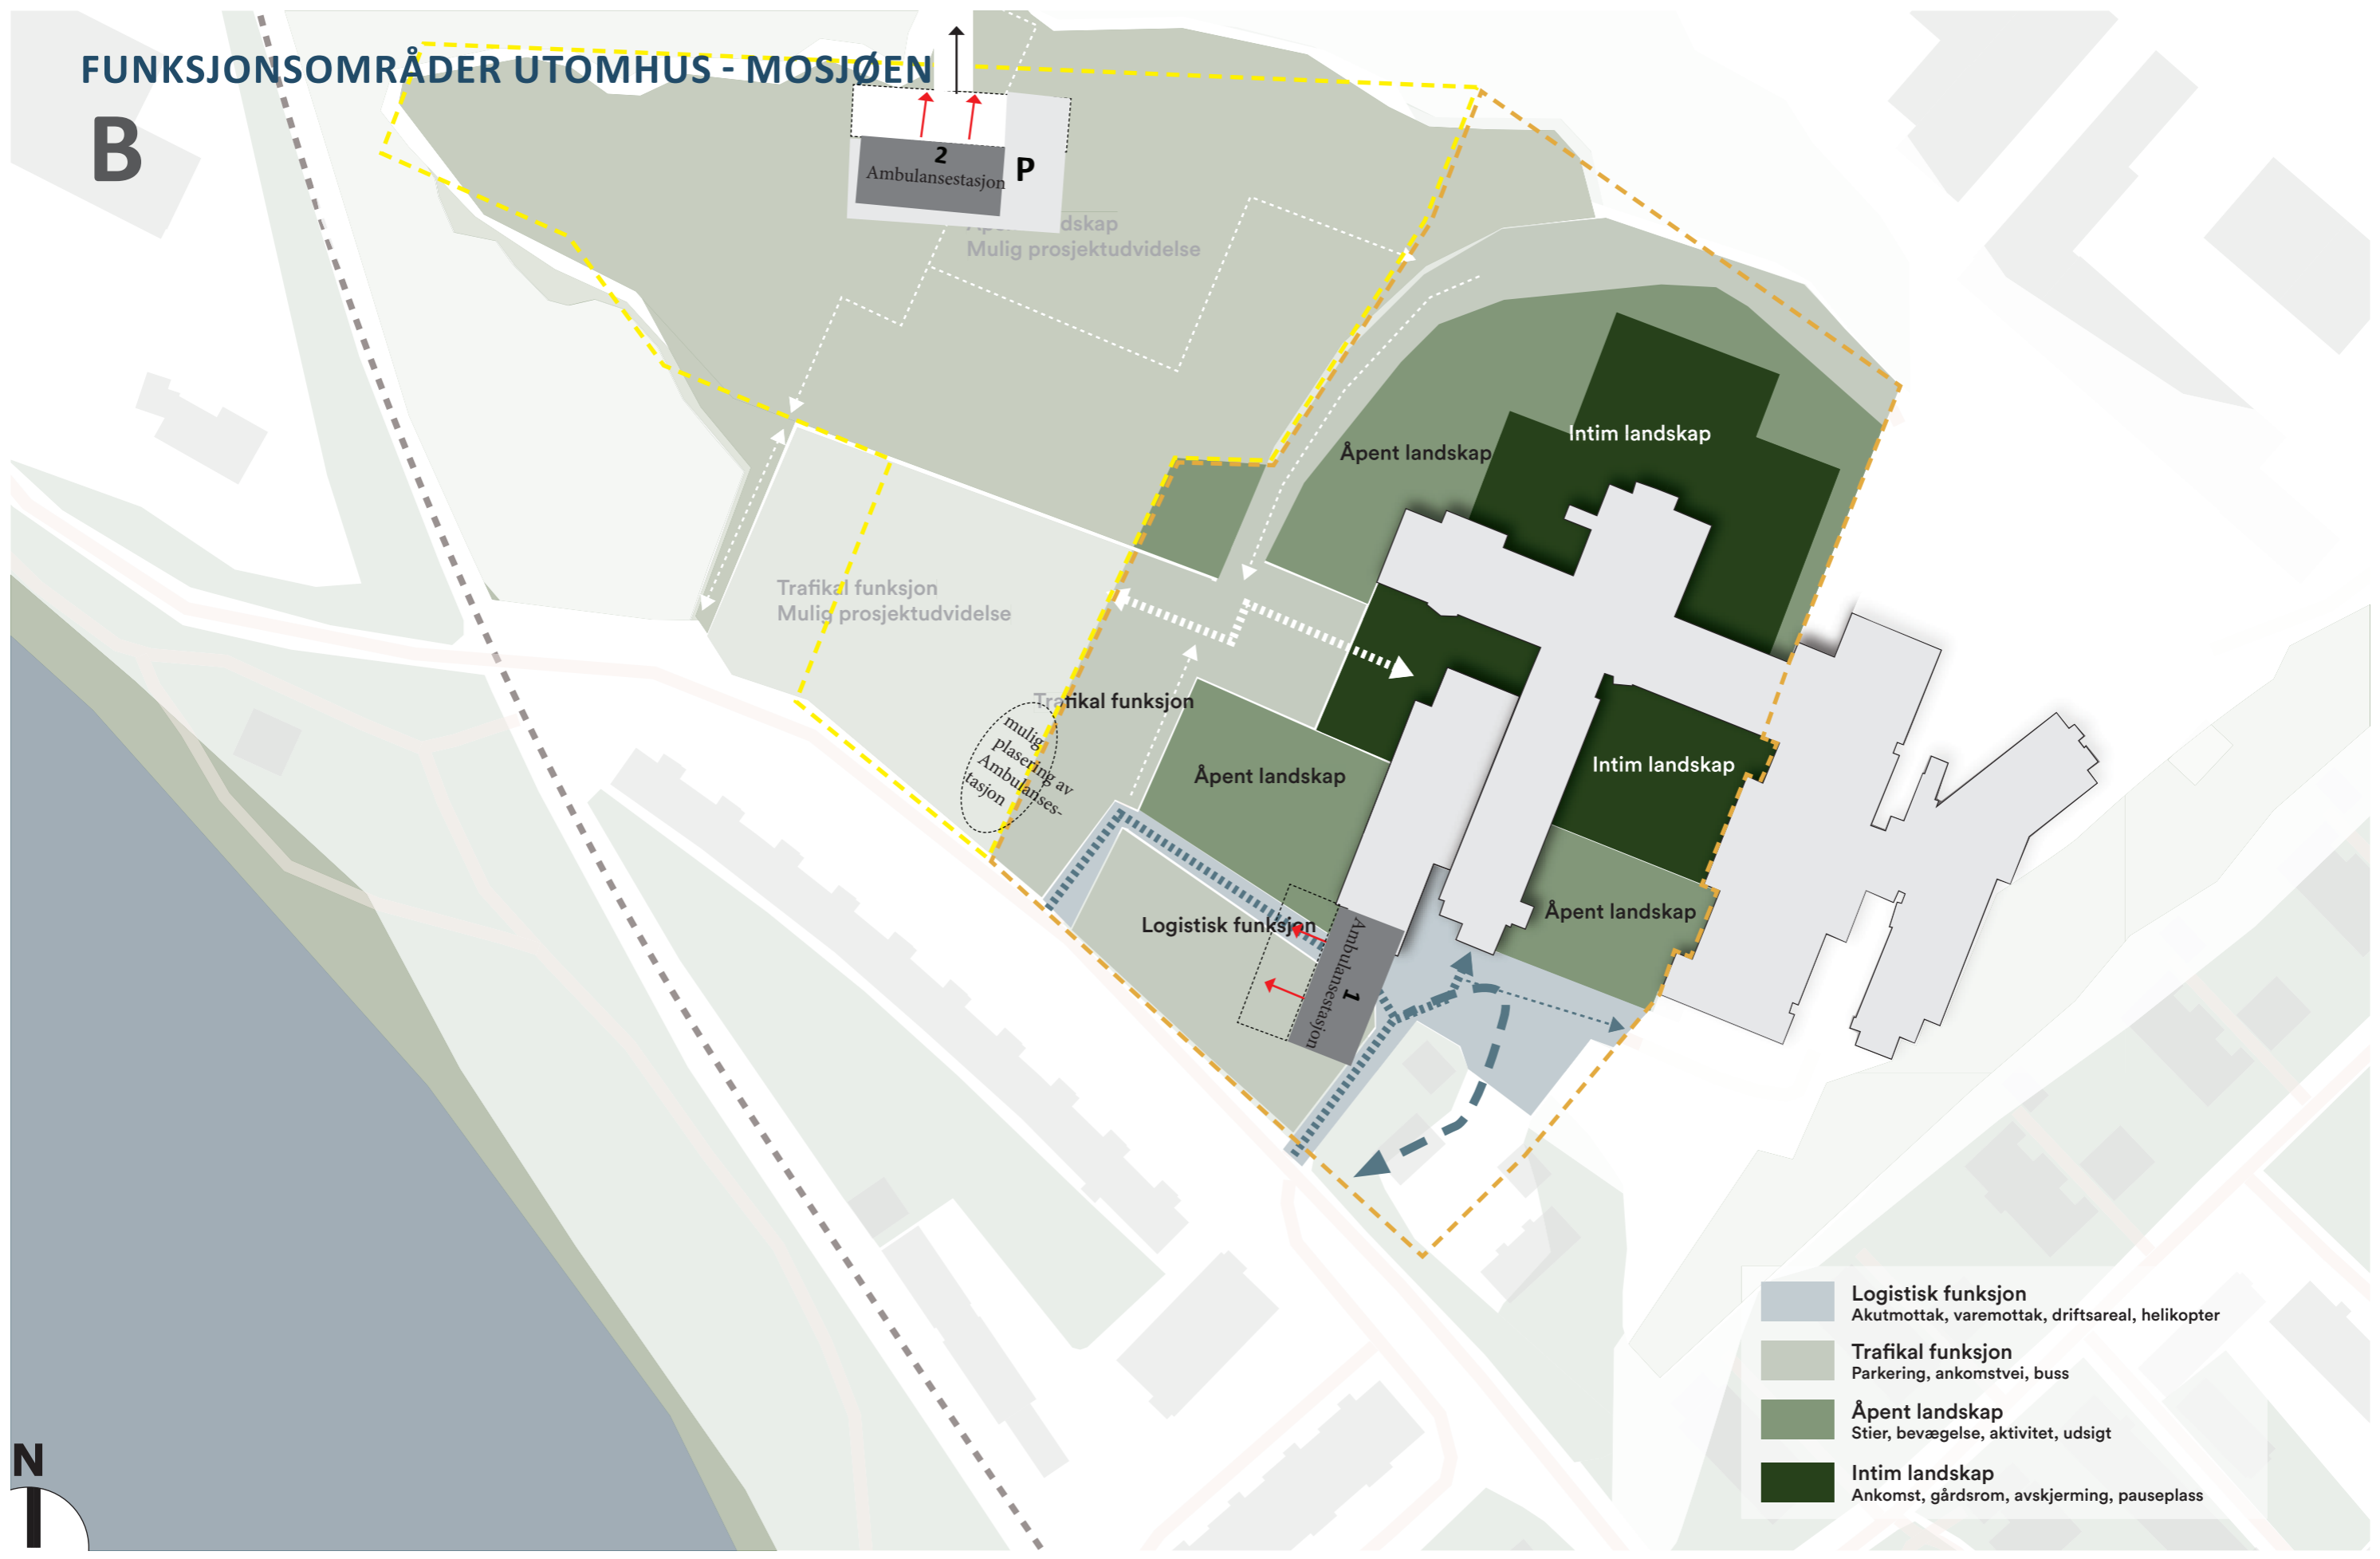 FUNKSJONSOMRÅDER UTOMHUS - MOSJØEN
B
2
Ambulansestasjon
P
Mulig prosjektudvidelse
Intim landskap
Åpent landskap
Trafikal funksjon
Mulig prosjektudvidelse
Trafikal funksjon
mulig
plasering av
Ambulanses-
tasjon
Åpent landskap
Intim landskap
Åpent landskap
Logistisk funksjon
1
Ambulansestasjon
Logistisk funksjon
Akutmottak, varemottak, driftsareal, helikopter
Trafikal funksjon
Parkering, ankomstvei, buss
Åpent landskap
Stier, bevægelse, aktivitet, udsigt
Intim landskap
Ankomst, gårdsrom, avskjerming, pauseplass
N